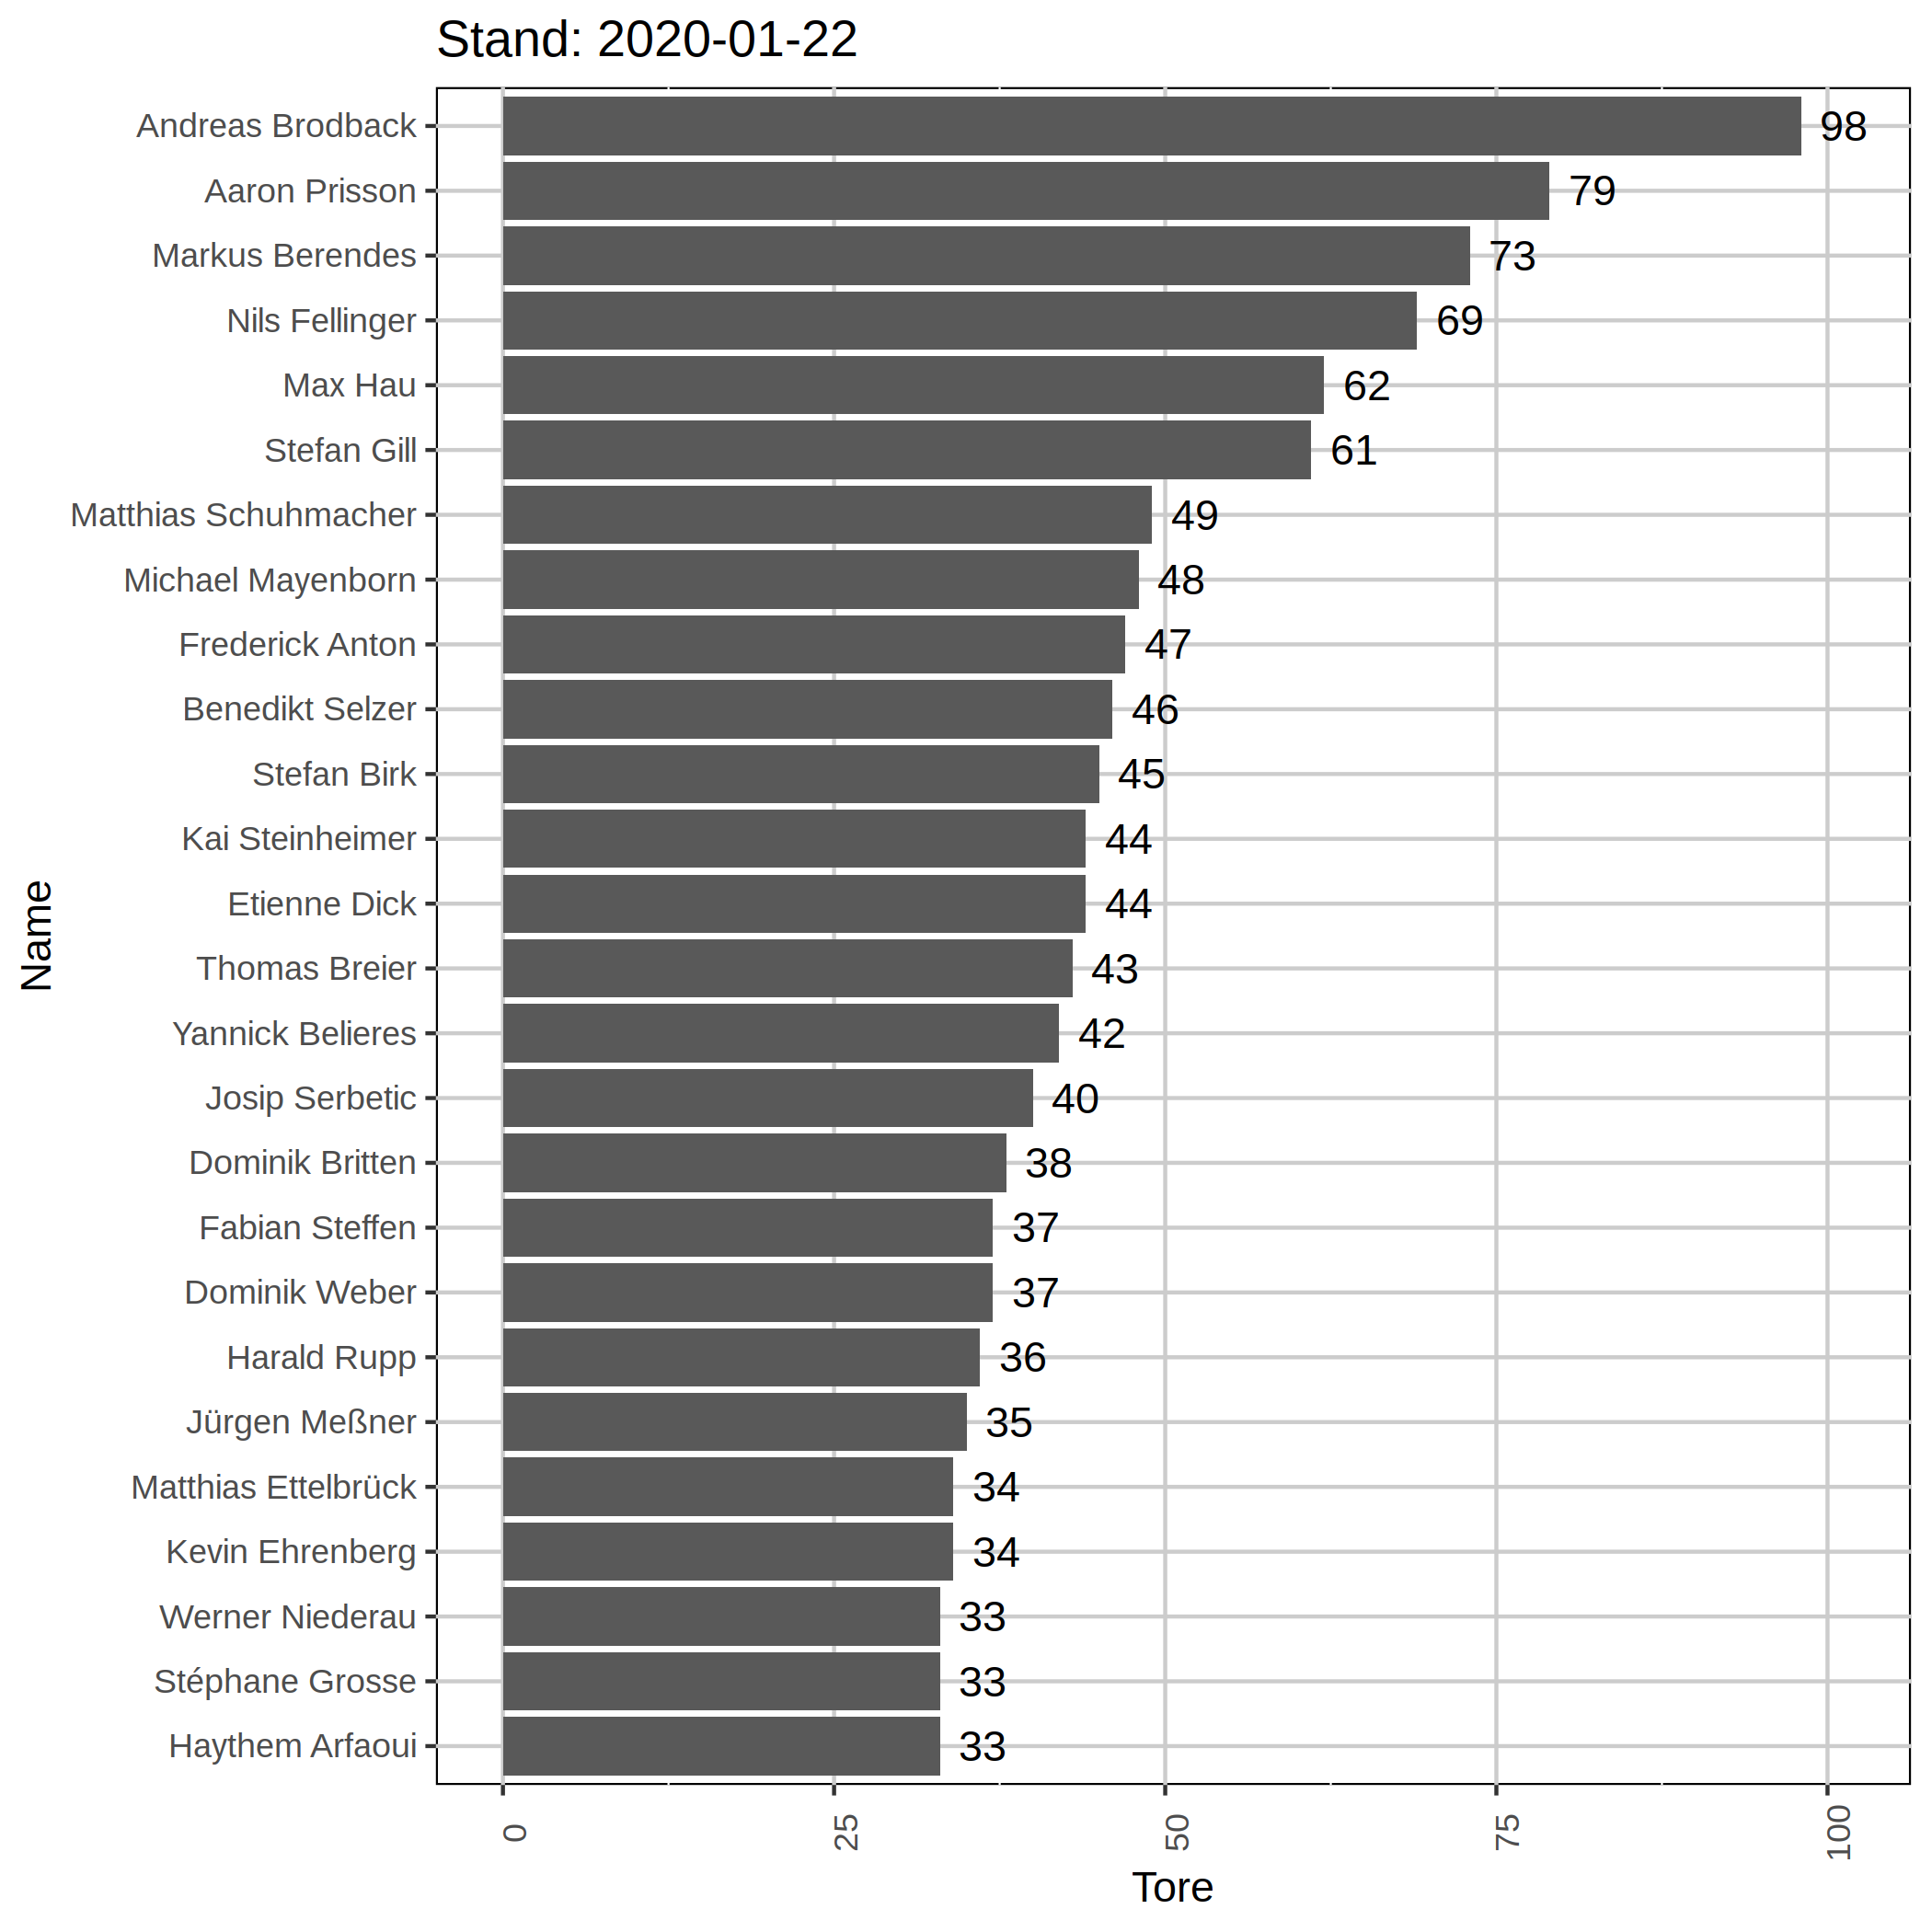 Stand: 2020-01-22
Andreas Brodback 98
Aaron Prisson 79
Markus Berendes 73
Nils Fellinger 69
Max Hau 62
Stefan Gill 61
Matthias Schuhmacher 49
Michael Mayenborn 48
Frederick Anton 47
Benedikt Selzer 46
Stefan Birk 45
Kai Steinheimer 44
Etienne Dick 44
Thomas Breier 43
Yannick Belieres 42
Josip Serbetic 40
Dominik Britten 38
Fabian Steffen 37
Dominik Weber 37
Harald Rupp 36
Jürgen Meßner 35
Matthias Ettelbrück 34
Kevin Ehrenberg 34
Werner Niederau 33
Stéphane Grosse 33
Haythem Arfaoui 33
Name
0 25 50 75 100
Tore